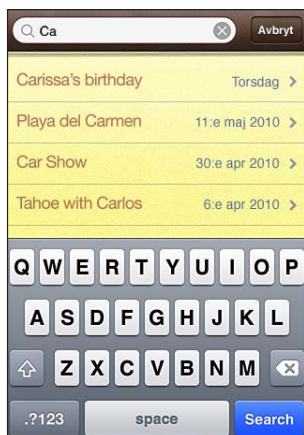 Ca
Avbryt
Carissa's birthday Torsdag
Playa del Carmen 11:e maj 2010
Car Show 30:e apr 2010
Tahoe with Carlos 6:e apr 2010
Q W E R T Y U I O P
A S D F G H J K L
Z X C V B N M
.?123 space Search